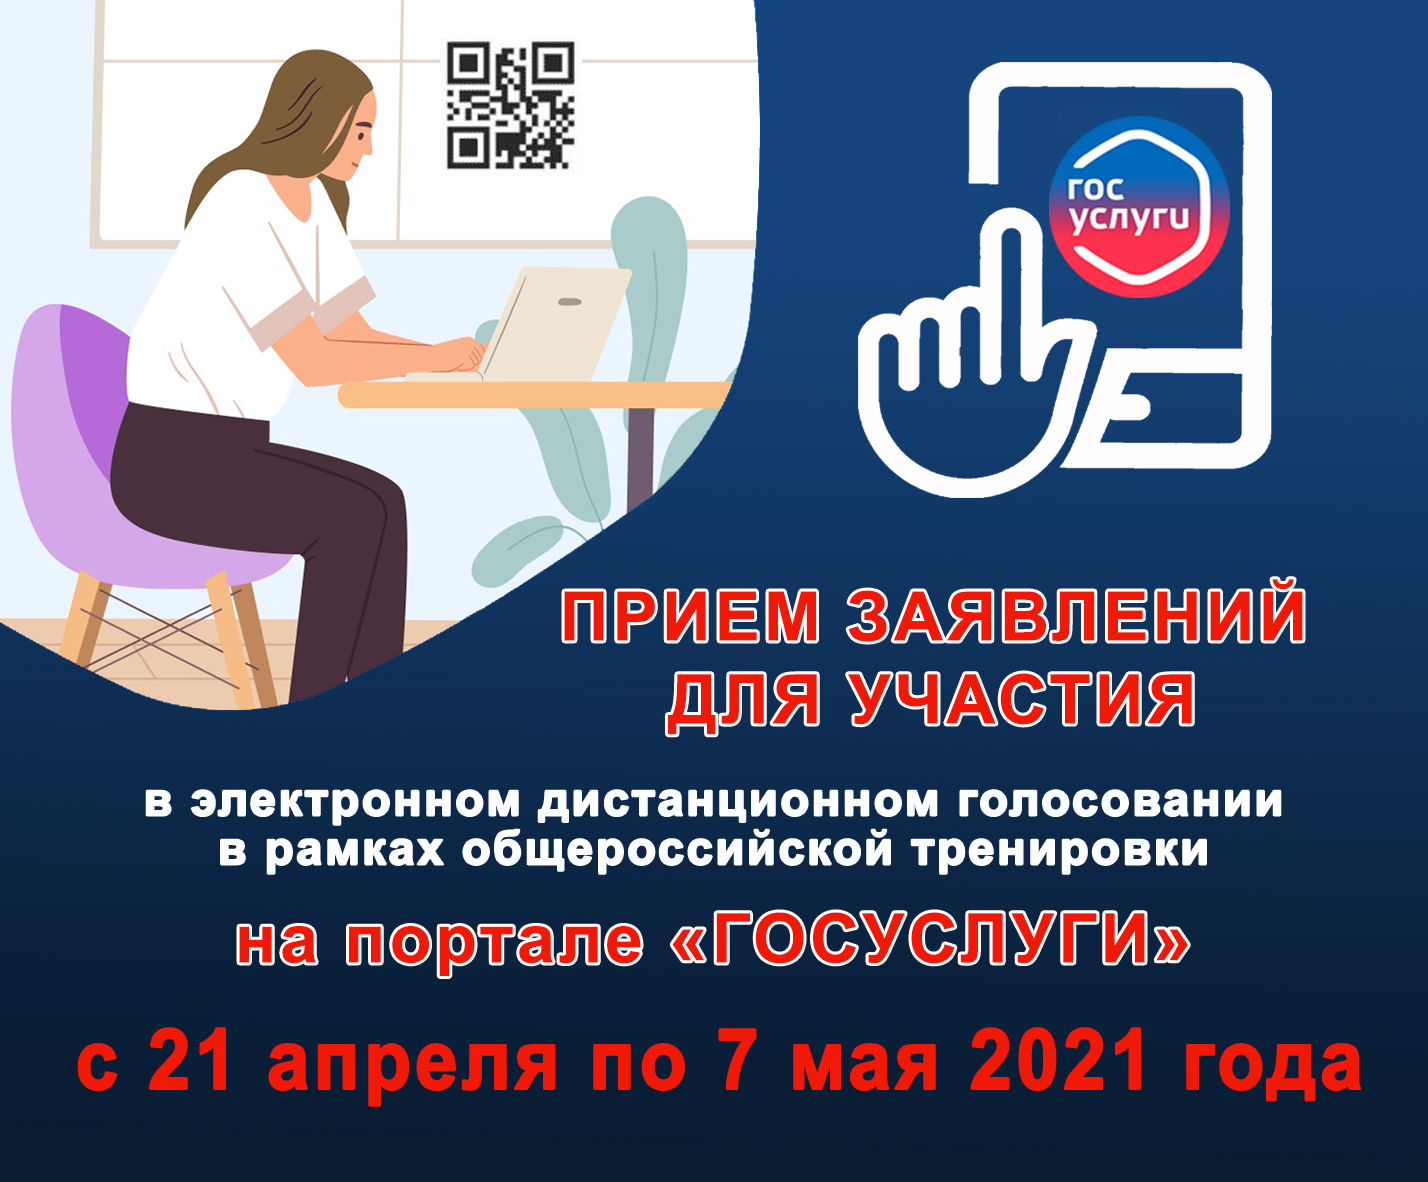 гос
услуги
ПРИЕМ ЗАЯВЛЕНИЙ
ДЛЯ УЧАСТИЯ
в электронном дистанционном голосовании
в рамках общероссийской тренировки
на портале «ГОСУСЛУГИ»
с 21 апреля по 7 мая 2021 года